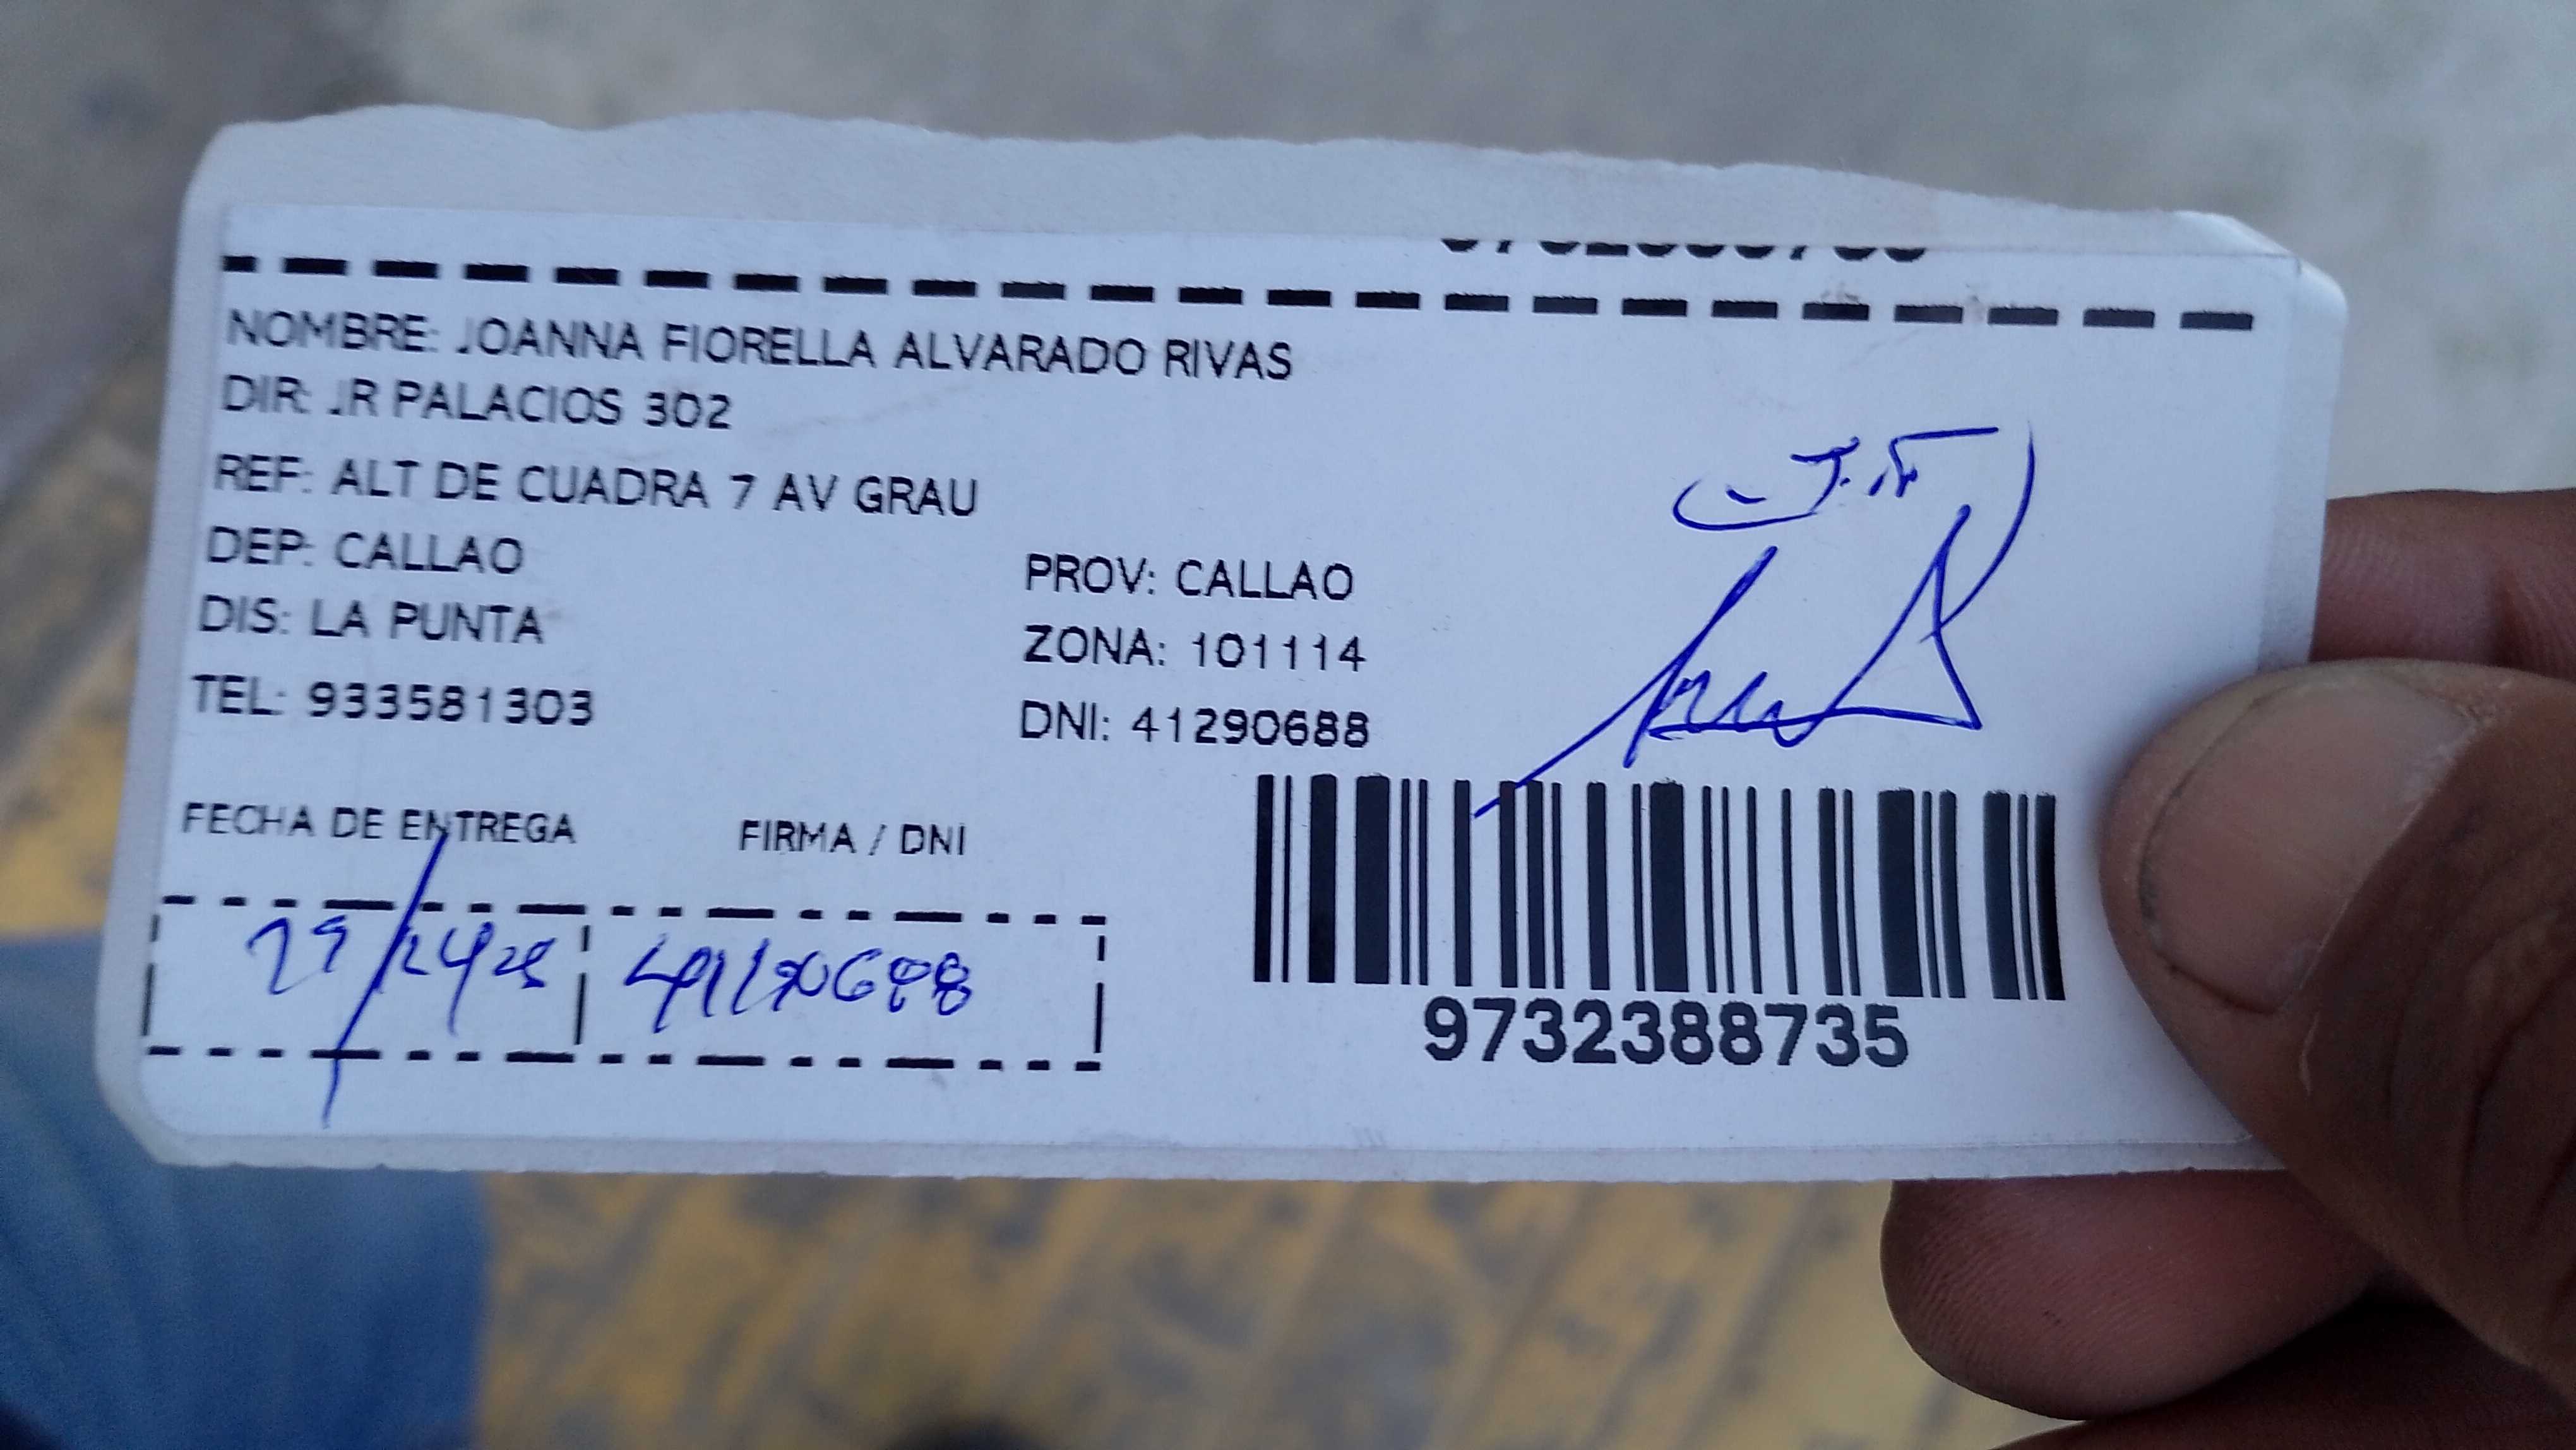 NOMBRE: JOANNA FIORELLA ALVARADO RIVAS
DIR: JR PALACIOS 302
REF: ALT DE CUADRA 7 AV GRAU
DEP: CALLAO
PROV: CALLAO
DIS: LA PUNTA
ZONA: 101114
TEL: 933581303
DNI: 41290688
FECHA DE ENTREGA
FIRMA / DNI
41290688
9732388735